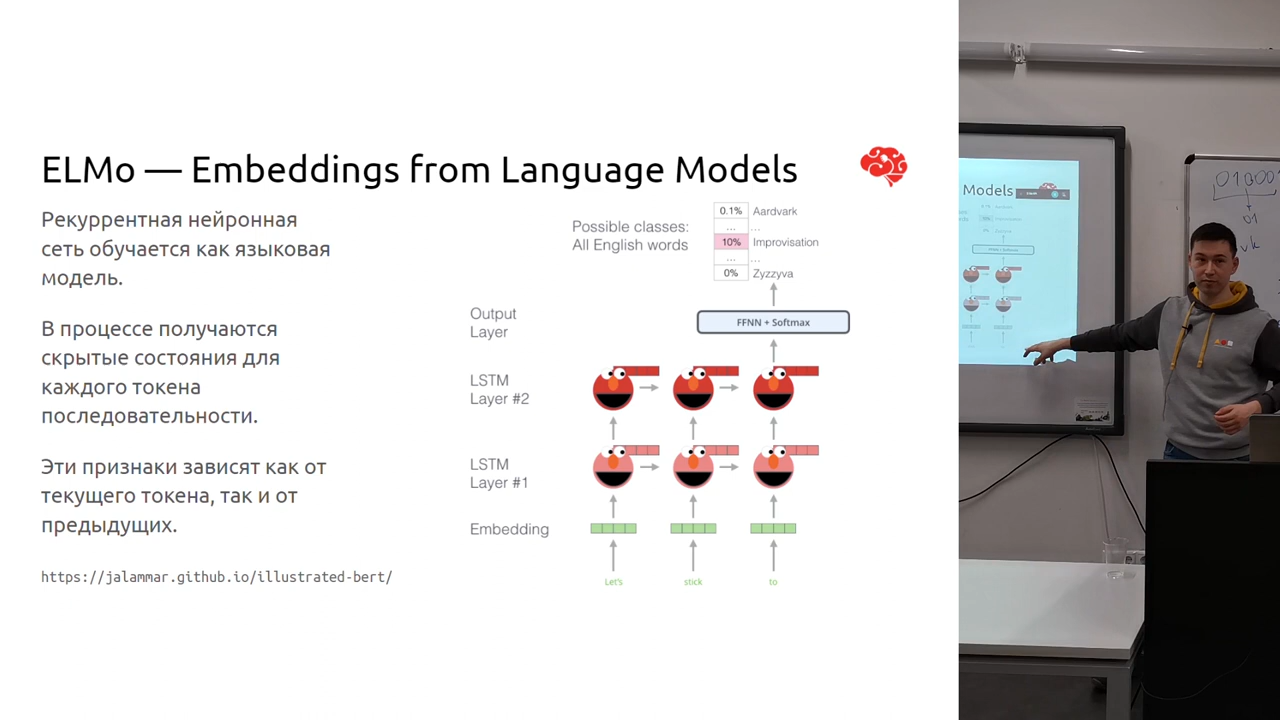 ELMo — Embeddings from Language Models
Рекуррентная нейронная
сеть обучается как языковая
модель.
В процессе получаются
скрытые состояния для
каждого токена
последовательности.
Эти признаки зависят как от
текущего токена, так и от
предыдущих.
https://jalammar.github.io/illustrated-bert/
Possible classes:
All English words
0.1% Aardvark
... ...
10% Improvisation
... ...
0% Zyzzyva
Output
Layer
FFNN + Softmax
LSTM
Layer #2
LSTM
Layer #1
Embedding
Let's stick to
Models